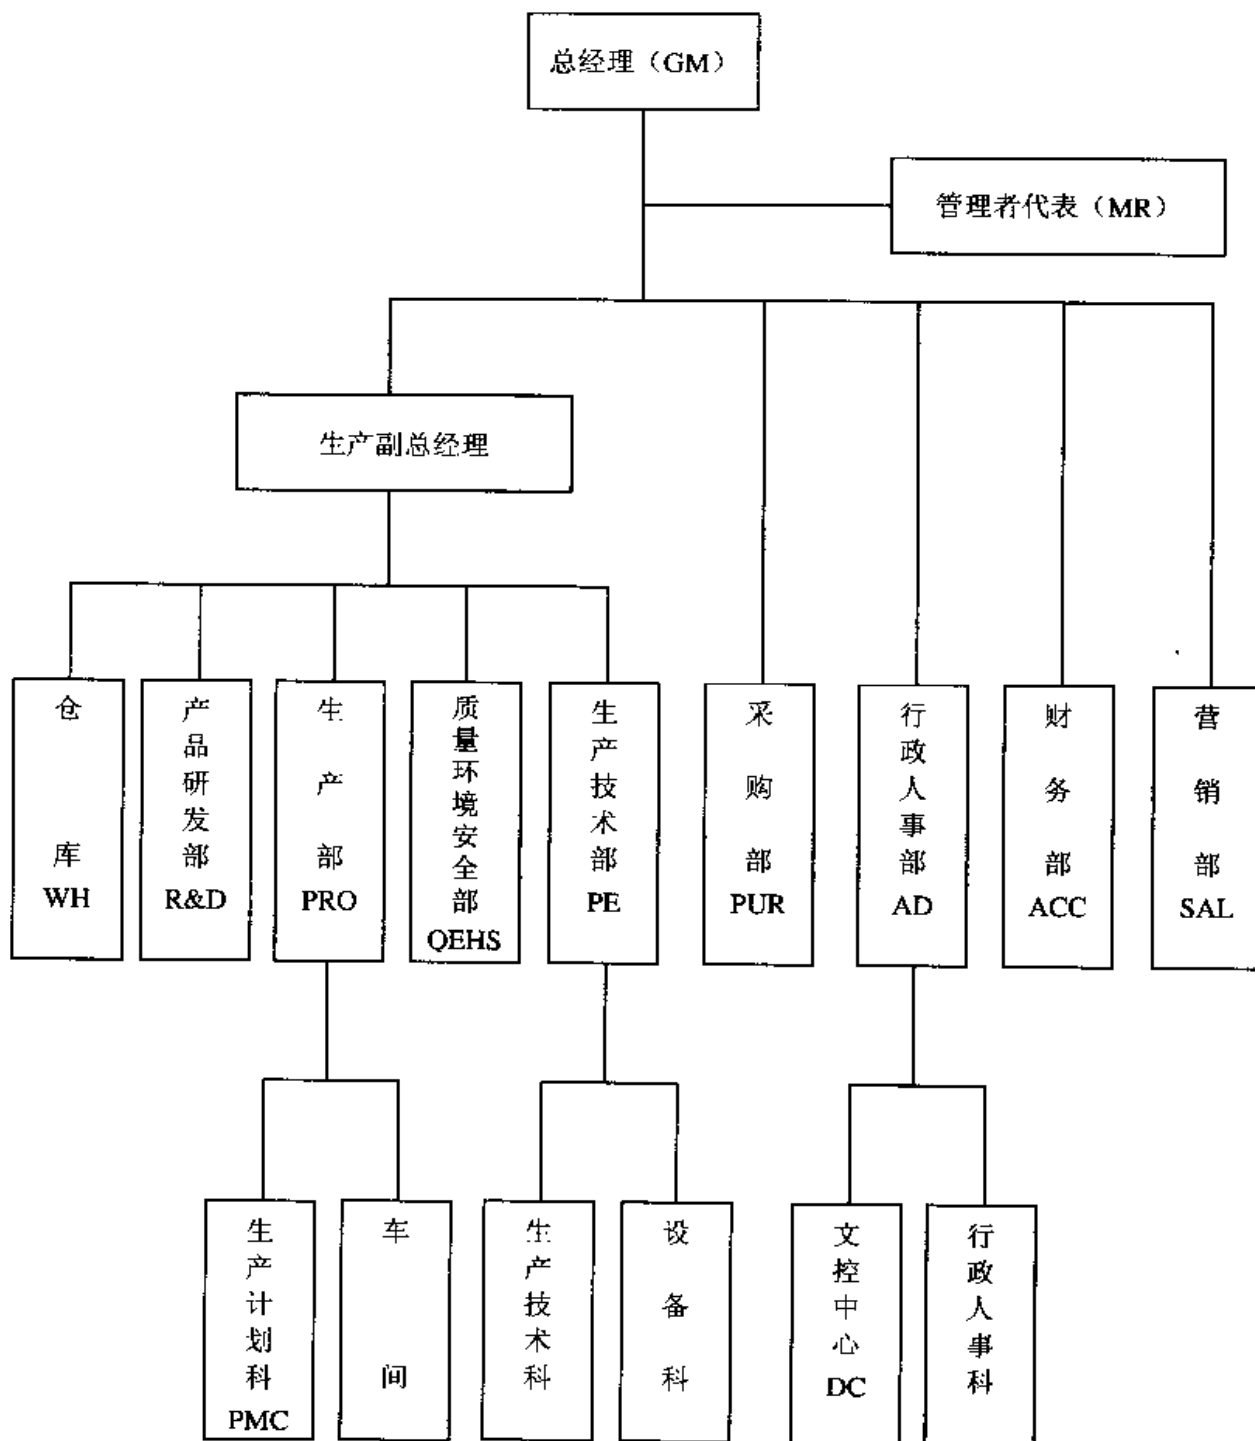 总经理（GM）
管理者代表（MR）
生产副总经理
仓库
WH
产品研发部
R&D
生产部
PRO
质量环境安全部
QEHS
生产技术部
PE
采购部
PUR
行政人事部
AD
财务部
ACC
营销部
SAL
生产计划科
PMC
车间
生产技术科
设备科
文控中心
DC
行政人事科